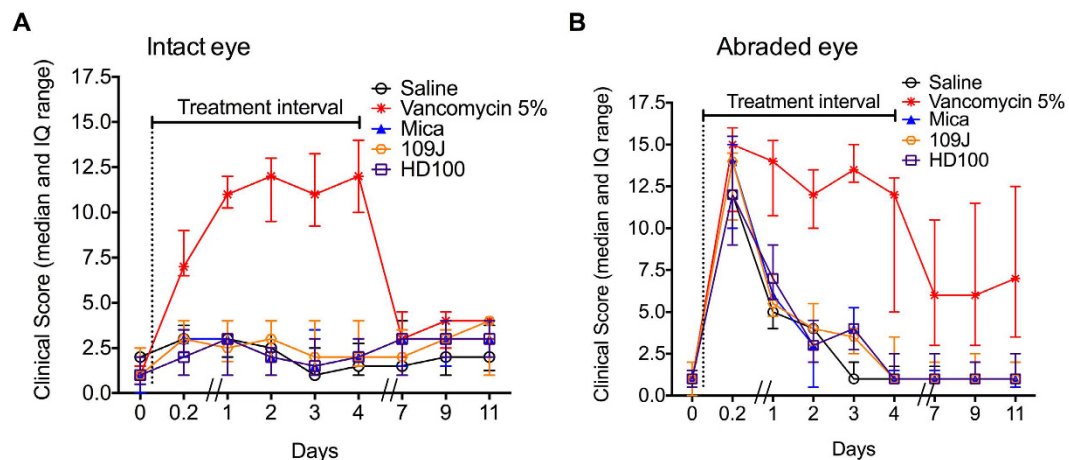 A
Intact eye
Clinical Score (median and IQ range)
17.5
15.0
12.5
10.0
7.5
5.0
2.5
0.0
Treatment interval
Saline
Vancomycin 5%
Mica
109J
HD100
0 0.2 1 2 3 4 7 9 11
Days
B
Abraded eye
Clinical Score (median and IQ range)
17.5
15.0
12.5
10.0
7.5
5.0
2.5
0.0
Treatment interval
Saline
Vancomycin 5%
Mica
109J
HD100
0 0.2 1 2 3 4 7 9 11
Days